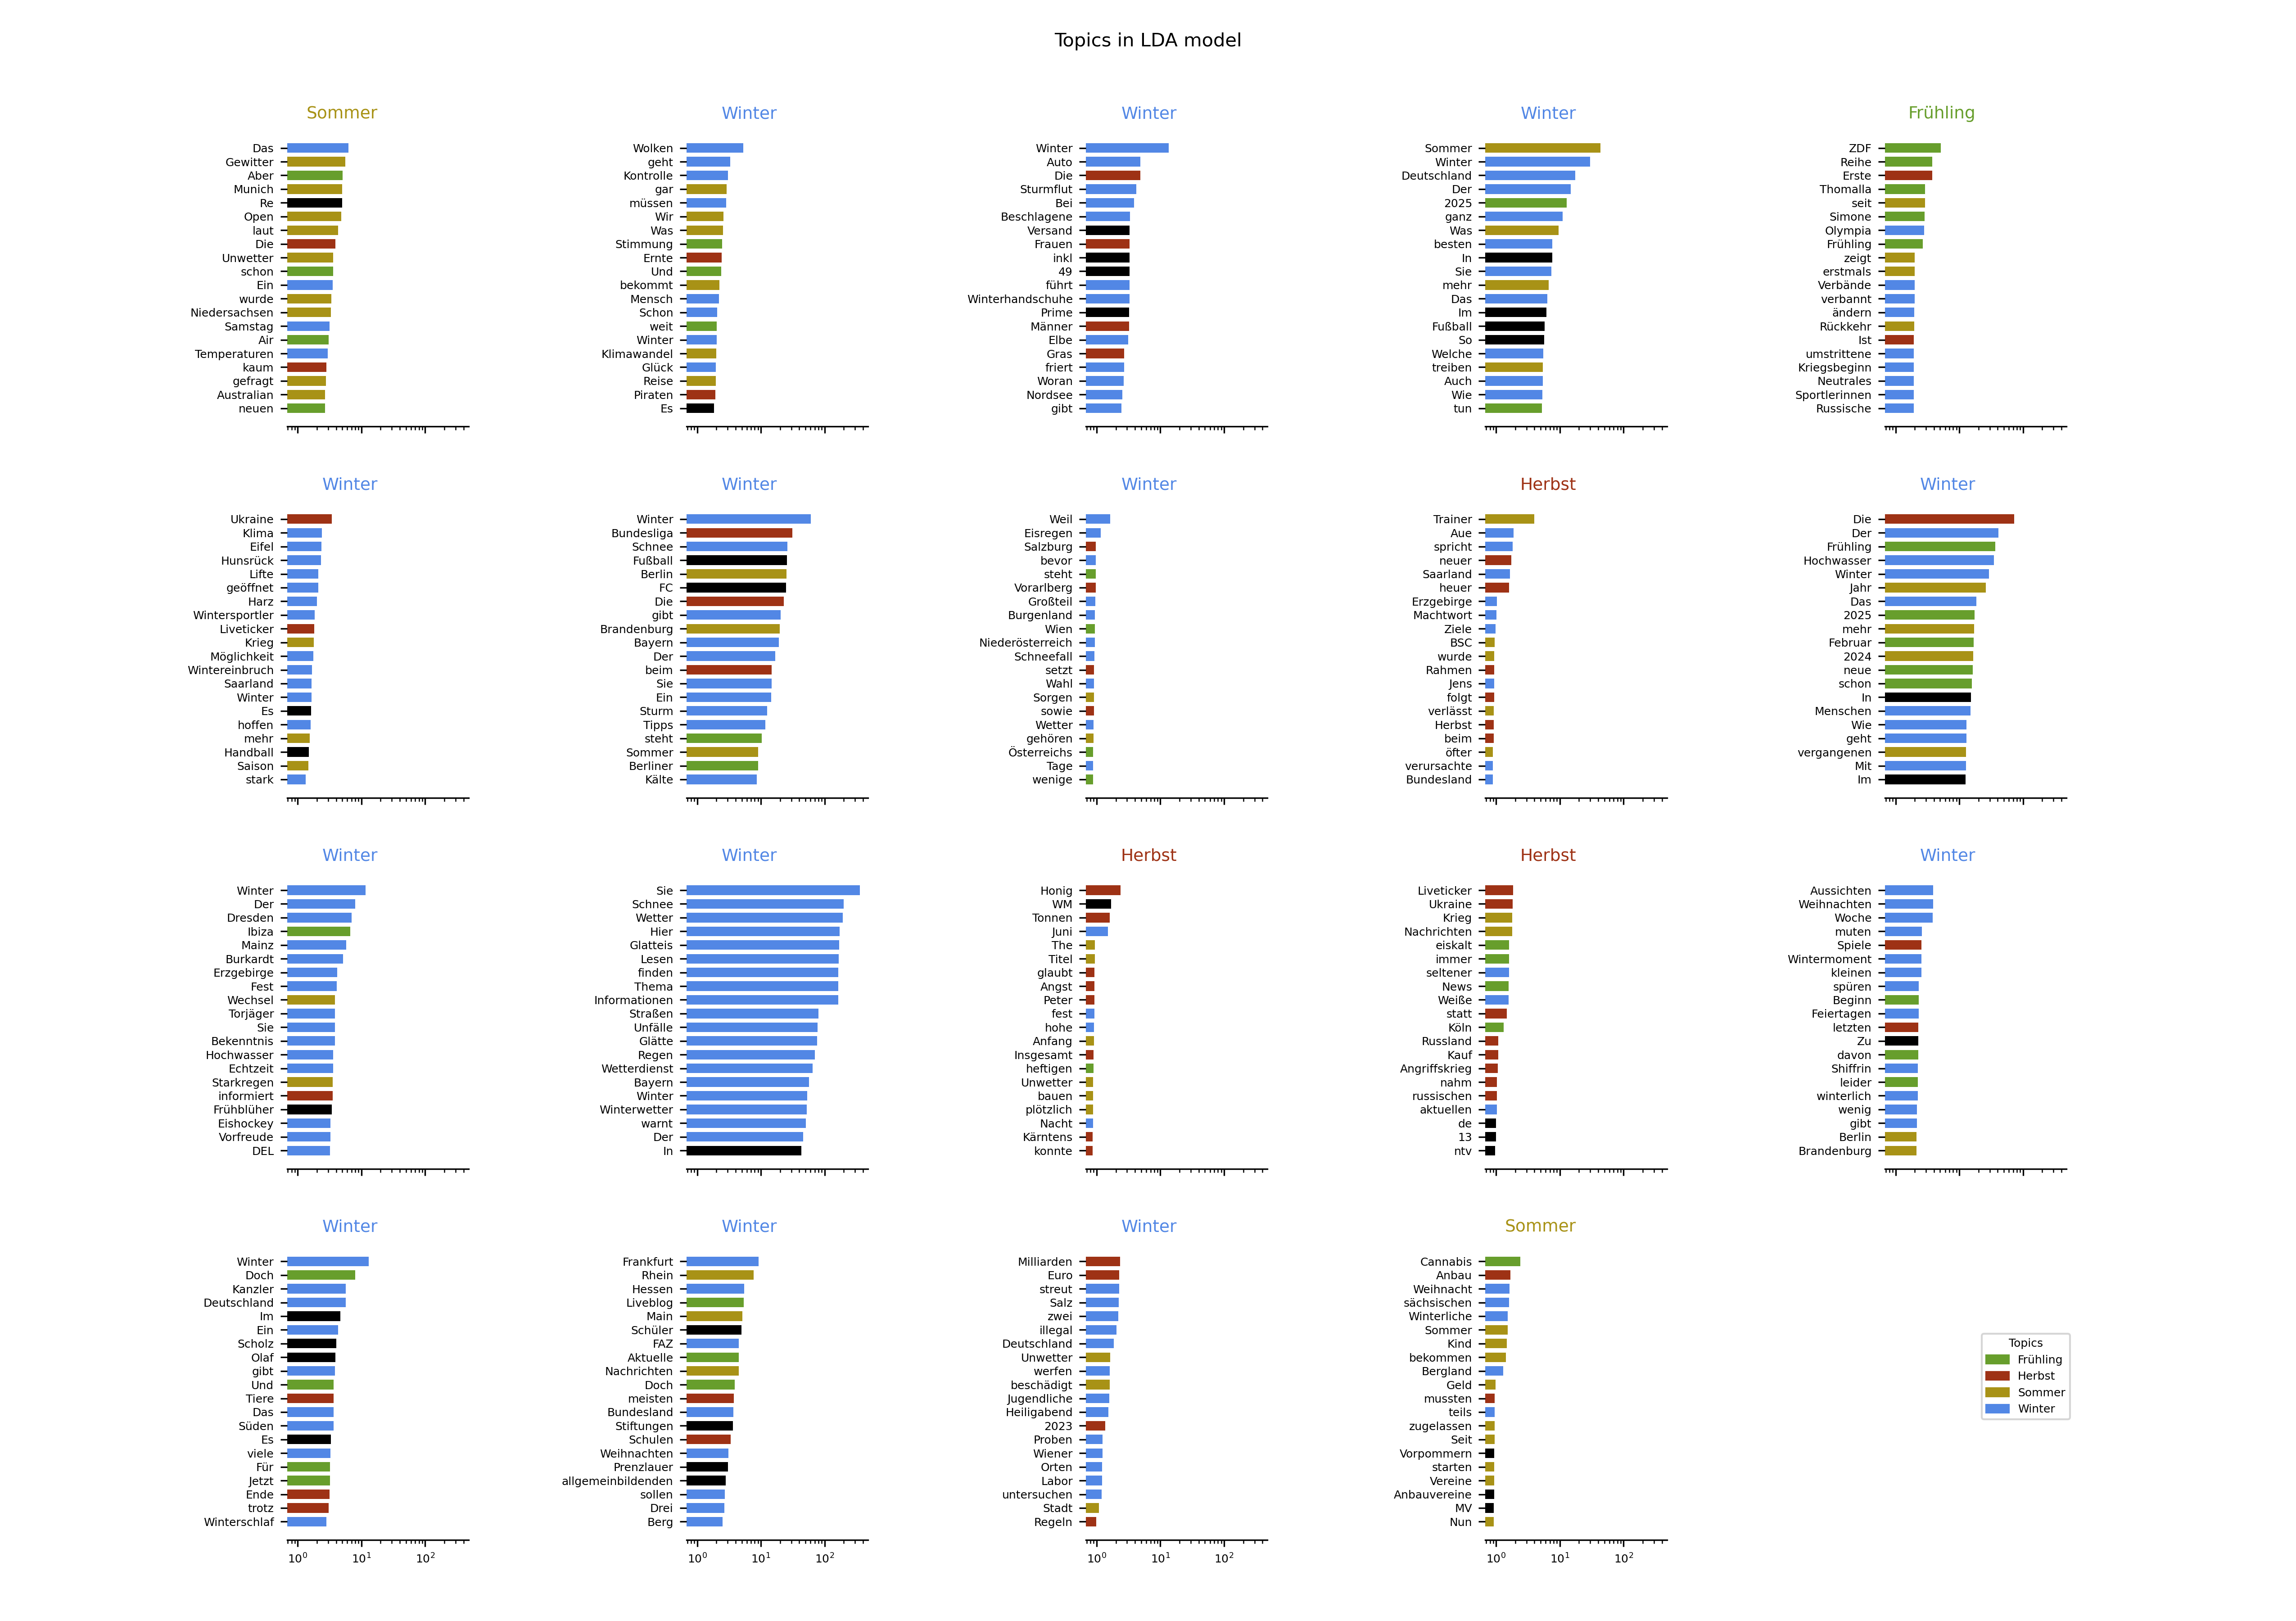 Topics in LDA model
Sommer
Das
Gewitter
Aber
Munich
Re
Open
laut
Die
Unwetter
schon
Ein
wurde
Niedersachsen
Samstag
Air
Temperaturen
kaum
gefragt
Australian
neuen
Winter
Wolken
geht
Kontrolle
gar
müssen
Wir
Was
Stimmung
Ernte
Und
bekommt
Mensch
Schon
weit
Winter
Klimawandel
Glück
Reise
Piraten
Es
Winter
Winter
Auto
Die
Sturmflut
Bei
Beschlagene
Versand
Frauen
inkl
49
führt
Winterhandschuhe
Prime
Männer
Elbe
Gras
friert
Woran
Nordsee
gibt
Winter
Sommer
Winter
Deutschland
Der
2025
ganz
Was
besten
In
Sie
mehr
Das
Im
Fußball
So
Welche
treiben
Auch
Wie
tun
Frühling
ZDF
Reihe
Erste
Thomalla
seit
Simone
Olympia
Frühling
zeigt
erstmals
Verbände
verbannt
ändern
Rückkehr
Ist
umstrittene
Kriegsbeginn
Neutrales
Sportlerinnen
Russische
Winter
Ukraine
Klima
Eifel
Hunsrück
Lifte
geöffnet
Harz
Wintersportler
Liveticker
Krieg
Möglichkeit
Wintereinbruch
Saarland
Winter
Es
hoffen
mehr
Handball
Saison
stark
Winter
Winter
Bundesliga
Schnee
Fußball
Berlin
FC
Die
gibt
Brandenburg
Bayern
Der
beim
Sie
Ein
Sturm
Tipps
steht
Sommer
Berliner
Kälte
Winter
Weil
Eisregen
Salzburg
bevor
steht
Vorarlberg
Großteil
Burgenland
Wien
Niederösterreich
Schneefall
setzt
Wahl
Sorgen
sowie
Wetter
gehören
Österreichs
Tage
wenige
Herbst
Trainer
Aue
spricht
neuer
Saarland
heuer
Erzgebirge
Machtwort
Ziele
BSC
wurde
Rahmen
Jens
folgt
verlässt
Herbst
beim
öfter
verursachte
Bundesland
Winter
Die
Der
Frühling
Hochwasser
Winter
Jahr
Das
2025
mehr
Februar
2024
neue
schon
In
Menschen
Wie
geht
vergangenen
Mit
Im
Winter
Winter
Der
Dresden
Ibiza
Mainz
Burkardt
Erzgebirge
Fest
Wechsel
Torjäger
Sie
Bekenntnis
Hochwasser
Echtzeit
Starkregen
informiert
Frühblüher
Eishockey
Vorfreude
DEL
Winter
Sie
Schnee
Wetter
Hier
Glatteis
Lesen
finden
Thema
Informationen
Straßen
Unfälle
Glätte
Regen
Wetterdienst
Bayern
Winter
Winterwetter
warnt
Der
In
Herbst
Honig
WM
Tonnen
Juni
The
Titel
glaubt
Angst
Peter
fest
hohe
Anfang
Insgesamt
heftigen
Unwetter
bauen
plötzlich
Nacht
Kärntens
konnte
Herbst
Liveticker
Ukraine
Krieg
Nachrichten
eiskalt
immer
seltener
News
Weiße
statt
Köln
Russland
Kauf
Angriffskrieg
nahm
russischen
aktuellen
de
13
ntv
Winter
Aussichten
Weihnachten
Woche
muten
Spiele
Wintermoment
kleinen
spüren
Beginn
Feiertagen
letzten
Zu
davon
Shiffrin
leider
winterlich
wenig
gibt
Berlin
Brandenburg
Winter
Winter
Doch
Kanzler
Deutschland
Im
Ein
Scholz
Olaf
gibt
Und
Tiere
Das
Süden
Es
viele
Für
Jetzt
Ende
trotz
Winterschlaf
10⁰ 10¹ 10²
Winter
Frankfurt
Rhein
Hessen
Liveblog
Main
Schüler
FAZ
Aktuelle
Nachrichten
Doch
meisten
Bundesland
Stiftungen
Schulen
Weihnachten
Prenzlauer
allgemeinbildenden
sollen
Drei
Berg
10⁰ 10¹ 10²
Winter
Milliarden
Euro
streut
Salz
zwei
illegal
Deutschland
Unwetter
werfen
beschädigt
Jugendliche
Heiligabend
2023
Proben
Wiener
Orten
Labor
untersuchen
Stadt
Regeln
10⁰ 10¹ 10²
Sommer
Cannabis
Anbau
Weihnacht
sächsischen
Winterliche
Sommer
Kind
bekommen
Bergland
Geld
mussten
teils
zugelassen
Seit
Vorpommern
starten
Vereine
Anbauvereine
MV
Nun
10⁰ 10¹ 10²
Topics
Frühling
Herbst
Sommer
Winter